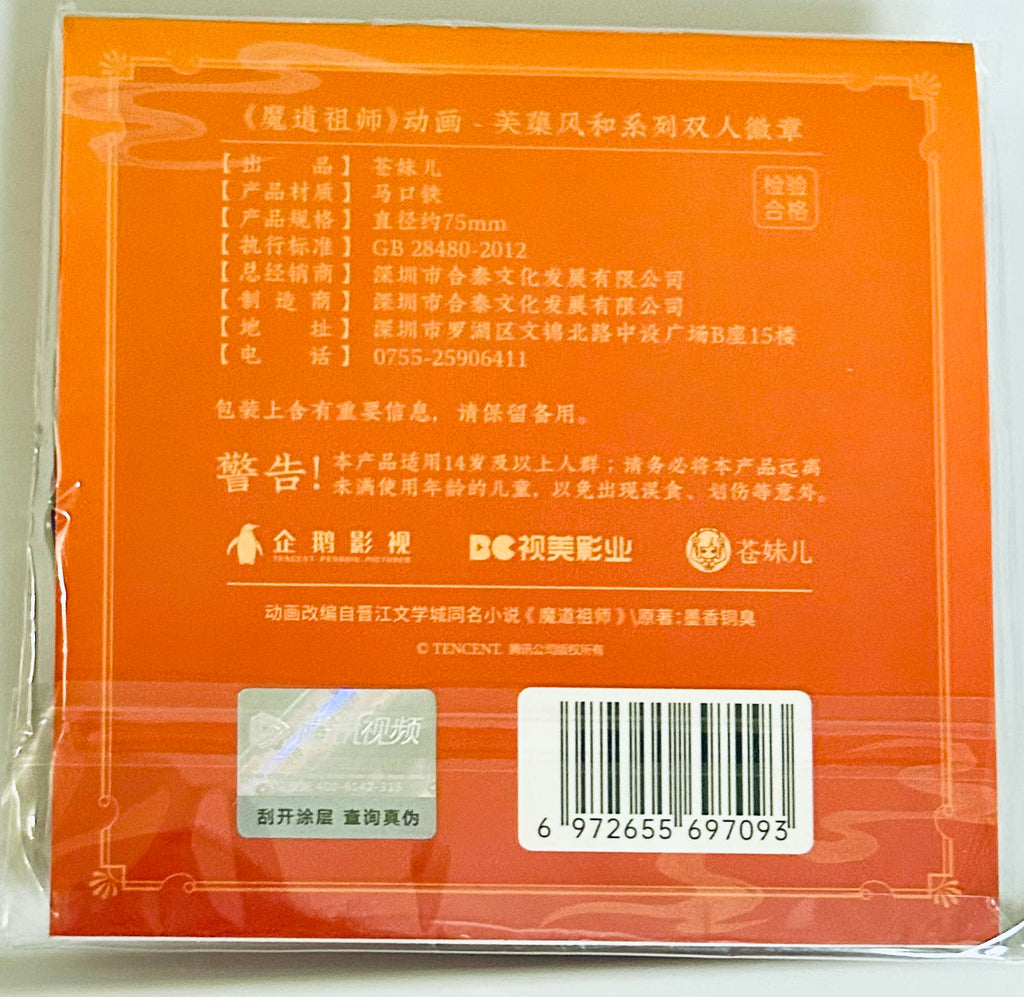 《魔道祖师》动画 - 芙蕖风和系列双人徽章
【出品】 苍妹儿
【产品材质】 马口铁
【产品规格】 直径约75mm
【执行标准】 GB 28480-2012
【总经销商】 深圳市合泰文化发展有限公司
【制造商】 深圳市合泰文化发展有限公司
【地址】 深圳市罗湖区文锦北路中设广场B座15楼
【电话】 0755-25906411
检验
合格
包装上含有重要信息，请保留备用。
警告！
本产品适用14岁及以上人群；请务必将本产品远离
未满使用年龄的儿童，以免出现误食、划伤等意外。
企鹅影视
TENCENT PENGUIN PICTURES
视美影业
苍妹儿
动画改编自晋江文学城同名小说《魔道祖师》\原著:墨香铜臭
© TENCENT. 腾讯公司版权所有
腾讯视频
400-6147-315
刮开涂层 查询真伪
6 972655 697093